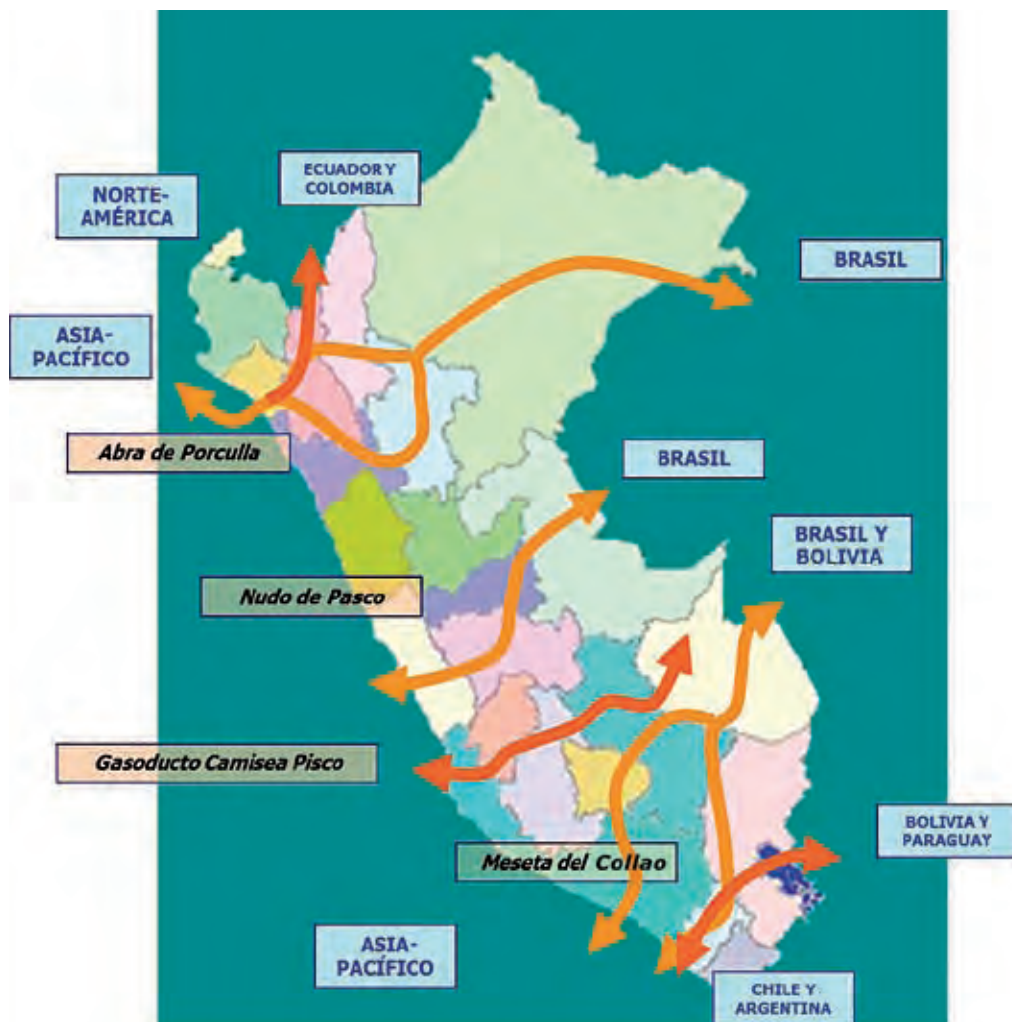 ECUADOR Y
COLOMBIA
NORTE-
AMÉRICA
BRASIL
ASIA-
PACÍFICO
Abra de Porculla
BRASIL
BRASIL Y
BOLIVIA
Nudo de Pasco
Gasoducto Camisea Pisco
BOLIVIA Y
PARAGUAY
Meseta del Collao
ASIA-
PACÍFICO
CHILE Y
ARGENTINA